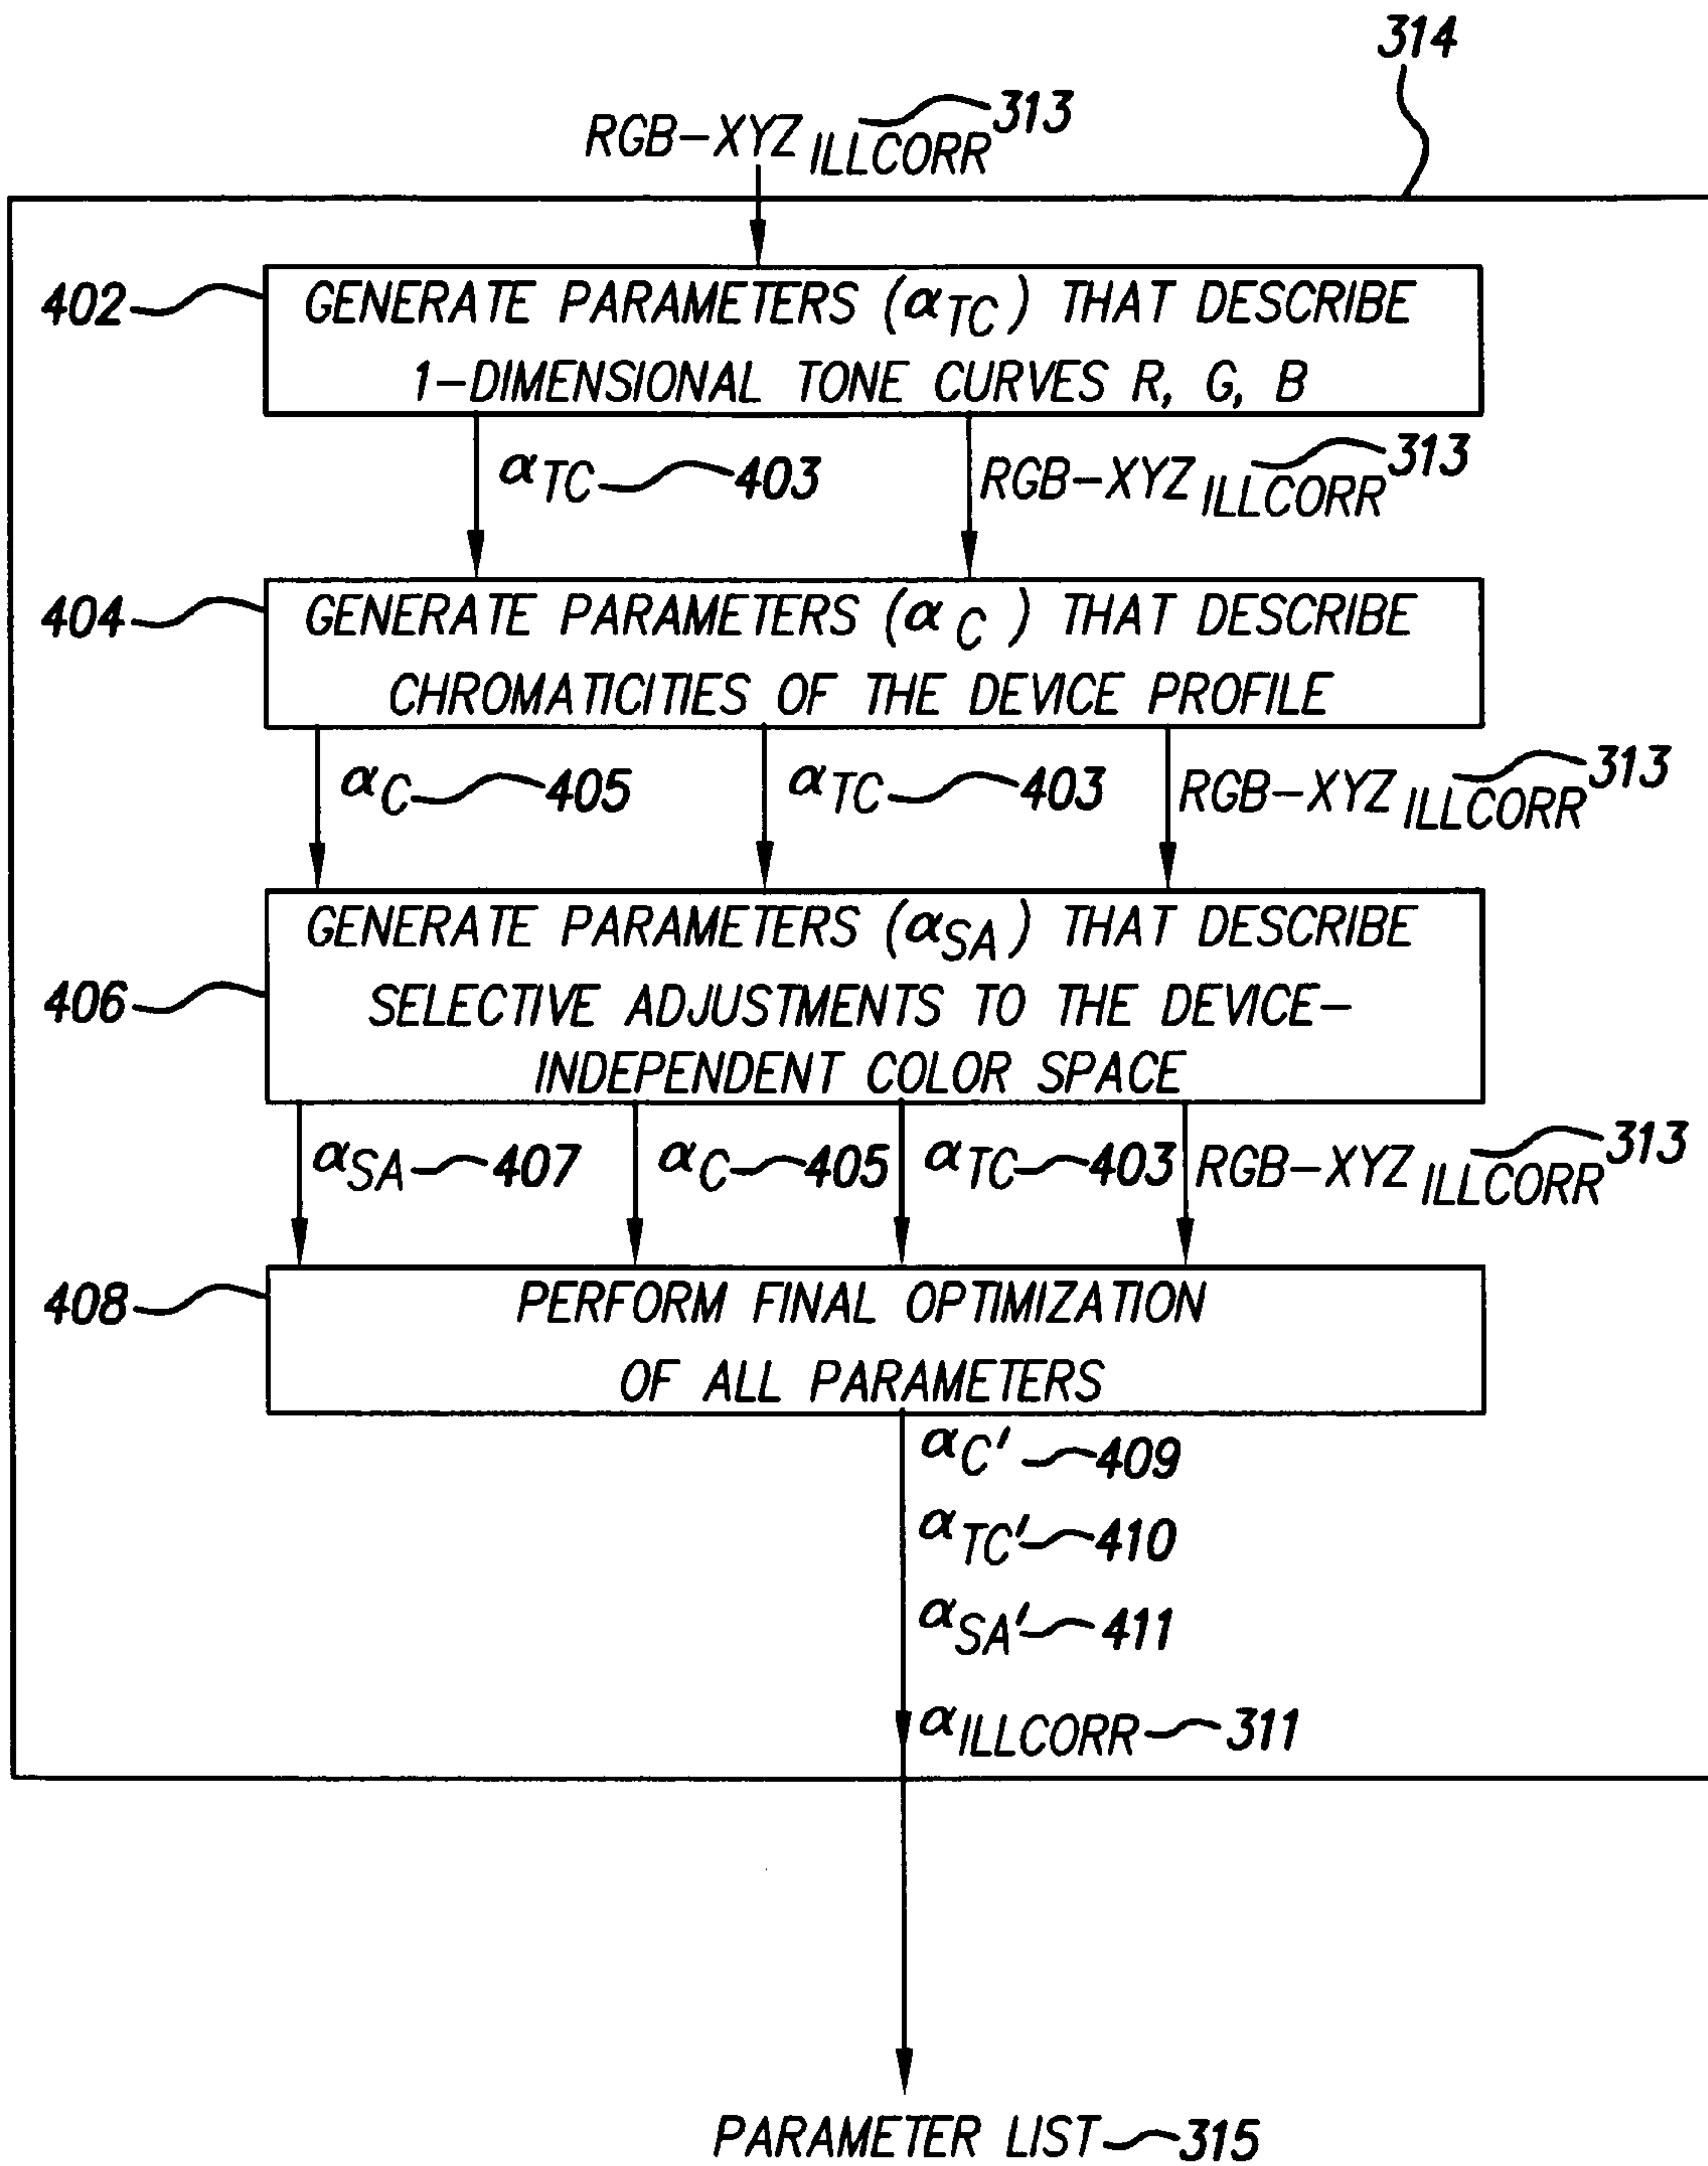 314
RGB-XYZ ILLCORR 313
402 GENERATE PARAMETERS (αTC) THAT DESCRIBE
1-DIMENSIONAL TONE CURVES R, G, B
αTC 403 RGB-XYZ ILLCORR 313
404 GENERATE PARAMETERS (αC) THAT DESCRIBE
CHROMATICITIES OF THE DEVICE PROFILE
αC 405 αTC 403 RGB-XYZ ILLCORR 313
GENERATE PARAMETERS (αSA) THAT DESCRIBE
406 SELECTIVE ADJUSTMENTS TO THE DEVICE-
INDEPENDENT COLOR SPACE
αSA 407 αC 405 αTC 403 RGB-XYZ ILLCORR 313
408 PERFORM FINAL OPTIMIZATION
OF ALL PARAMETERS
αC' 409
αTC' 410
αSA' 411
αILLCORR 311
PARAMETER LIST 315